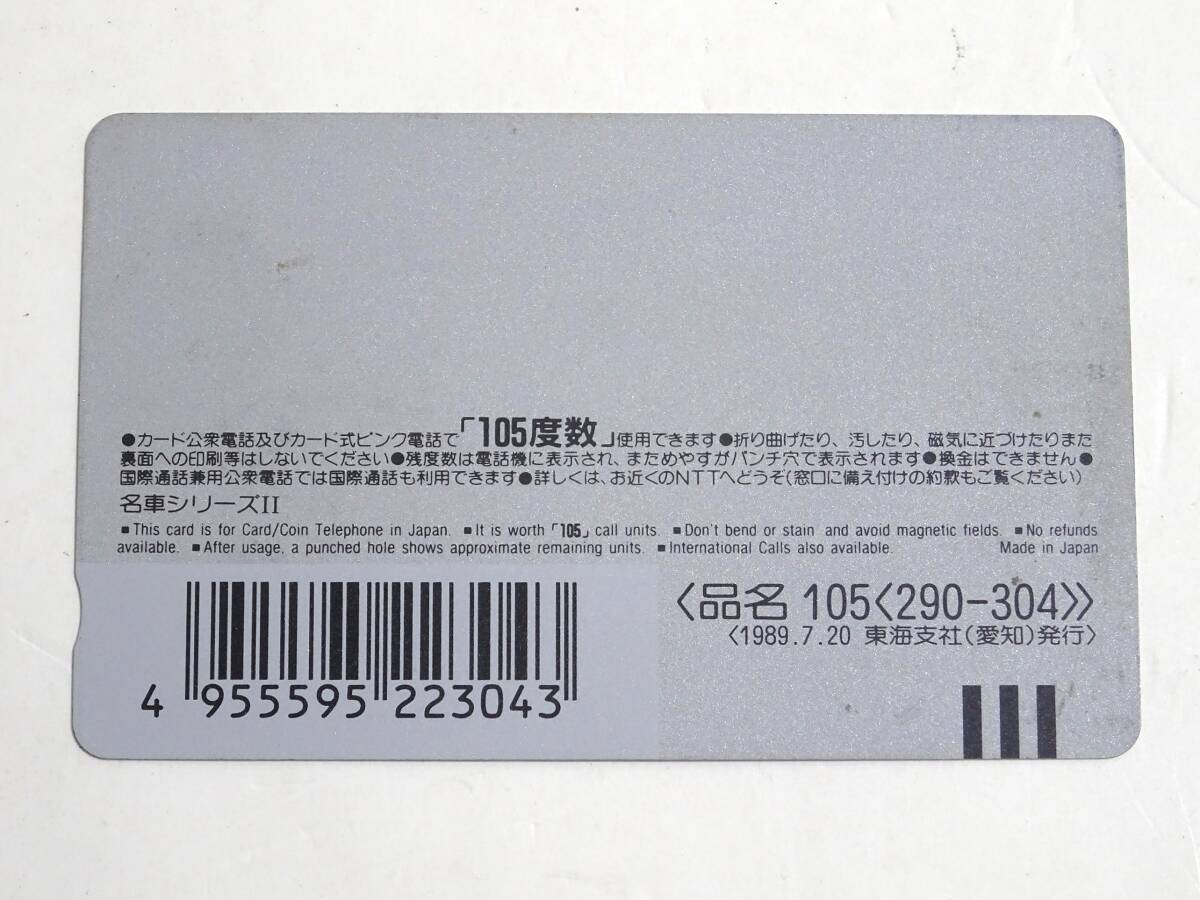 ●カード公衆電話及びカード式ピンク電話で「105度数」使用できます●折り曲げたり、汚したり、磁気に近づけたりまた
裏面への印刷等はしないでください●残度数は電話機に表示され、まためやすがパンチ穴で表示されます●換金はできません●
国際通話兼用公衆電話では国際通話も利用できます●詳しくは、お近くのNTTへどうぞ(窓口に備え付けの約款もご覧ください)
名車シリーズII
■This card is for Card/Coin Telephone in Japan. ■It is worth「105」call units. ■Don't bend or stain and avoid magnetic fields. ■No refunds
available. ■After usage, a punched hole shows approximate remaining units. ■International Calls also available. Made in Japan
〈品名 105〈290-304〉〉
〈1989.7.20 東海支社(愛知)発行〉
4 955595 223043